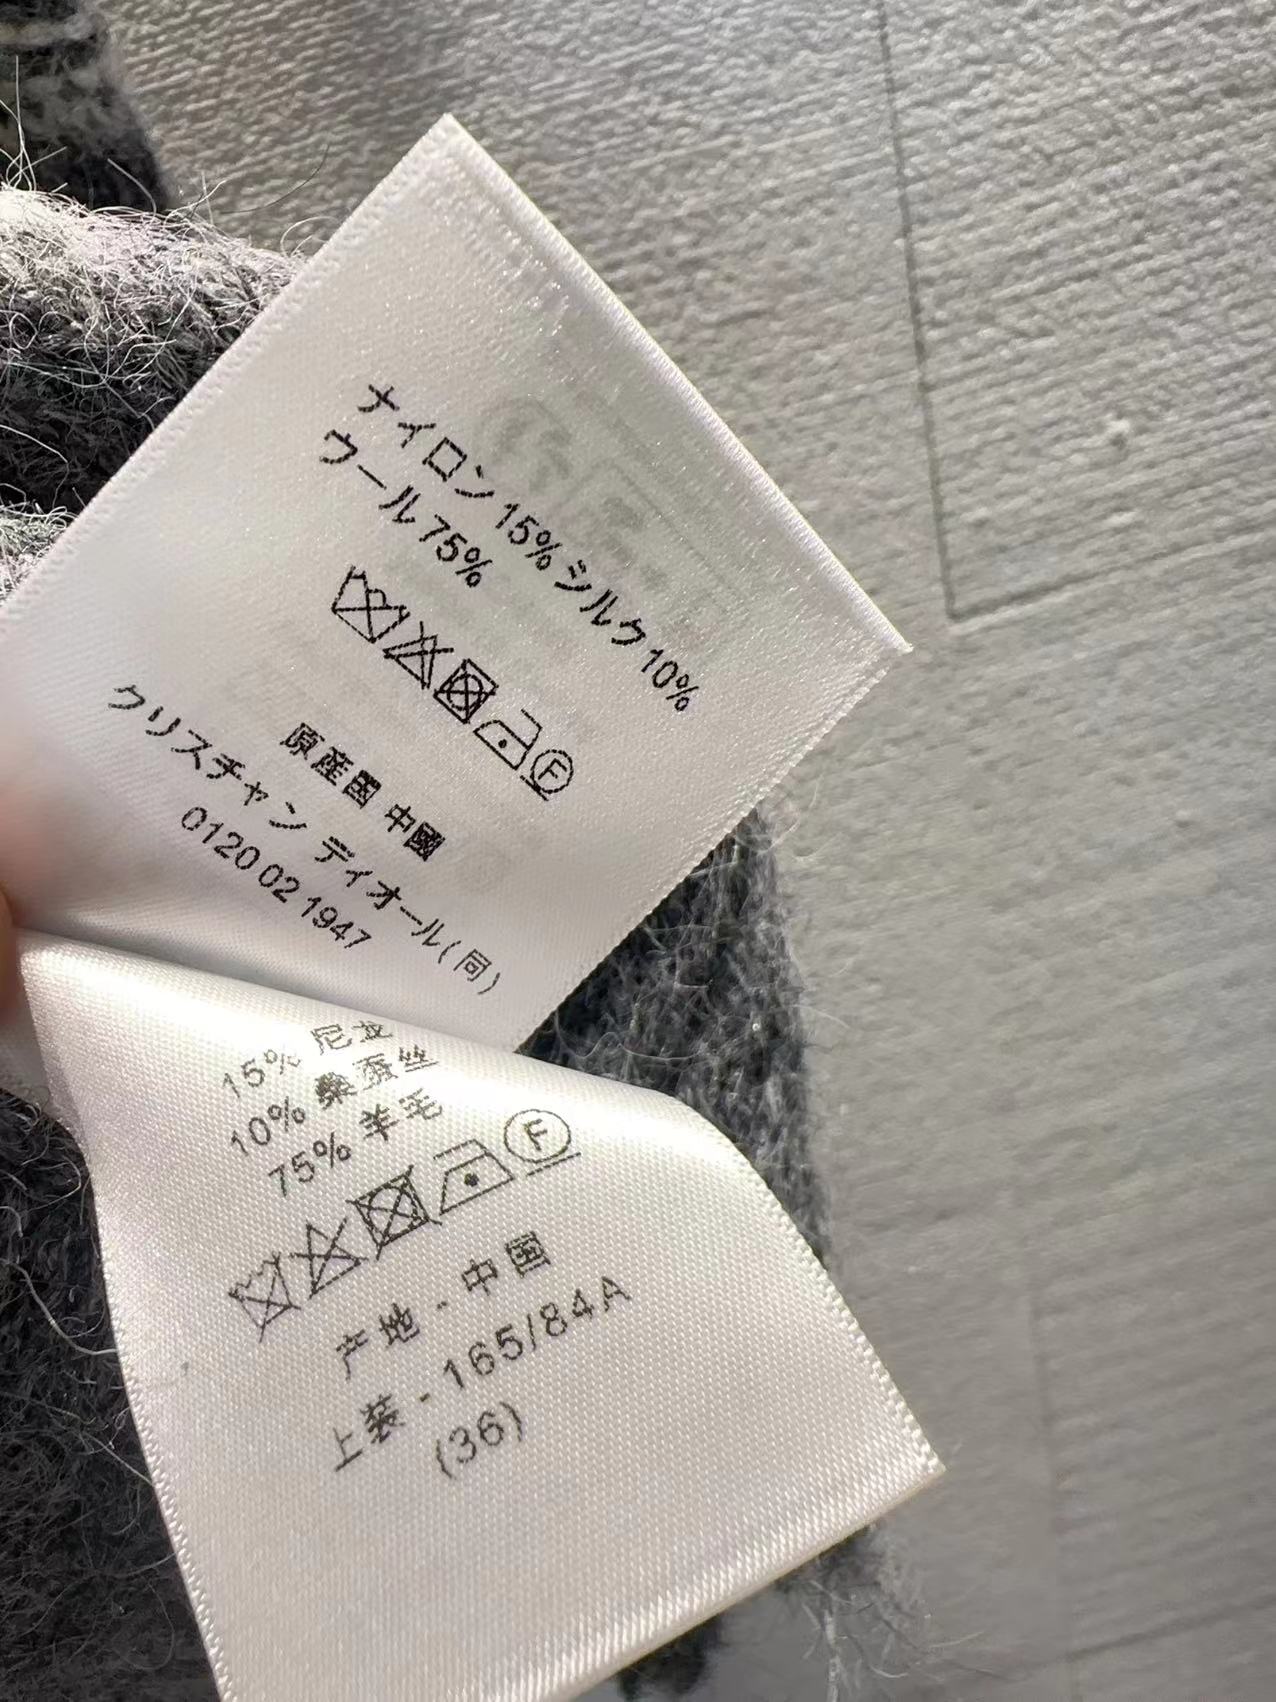 ナイロン 15% シルク 10%
ウール 75%
F
原産国 中國
クリスチャン ディオール(同)
0120 02 1947
15% 尼龙
10% 桑蚕丝
75% 羊毛
F
产地 - 中国
上装 - 165/84A
(36)